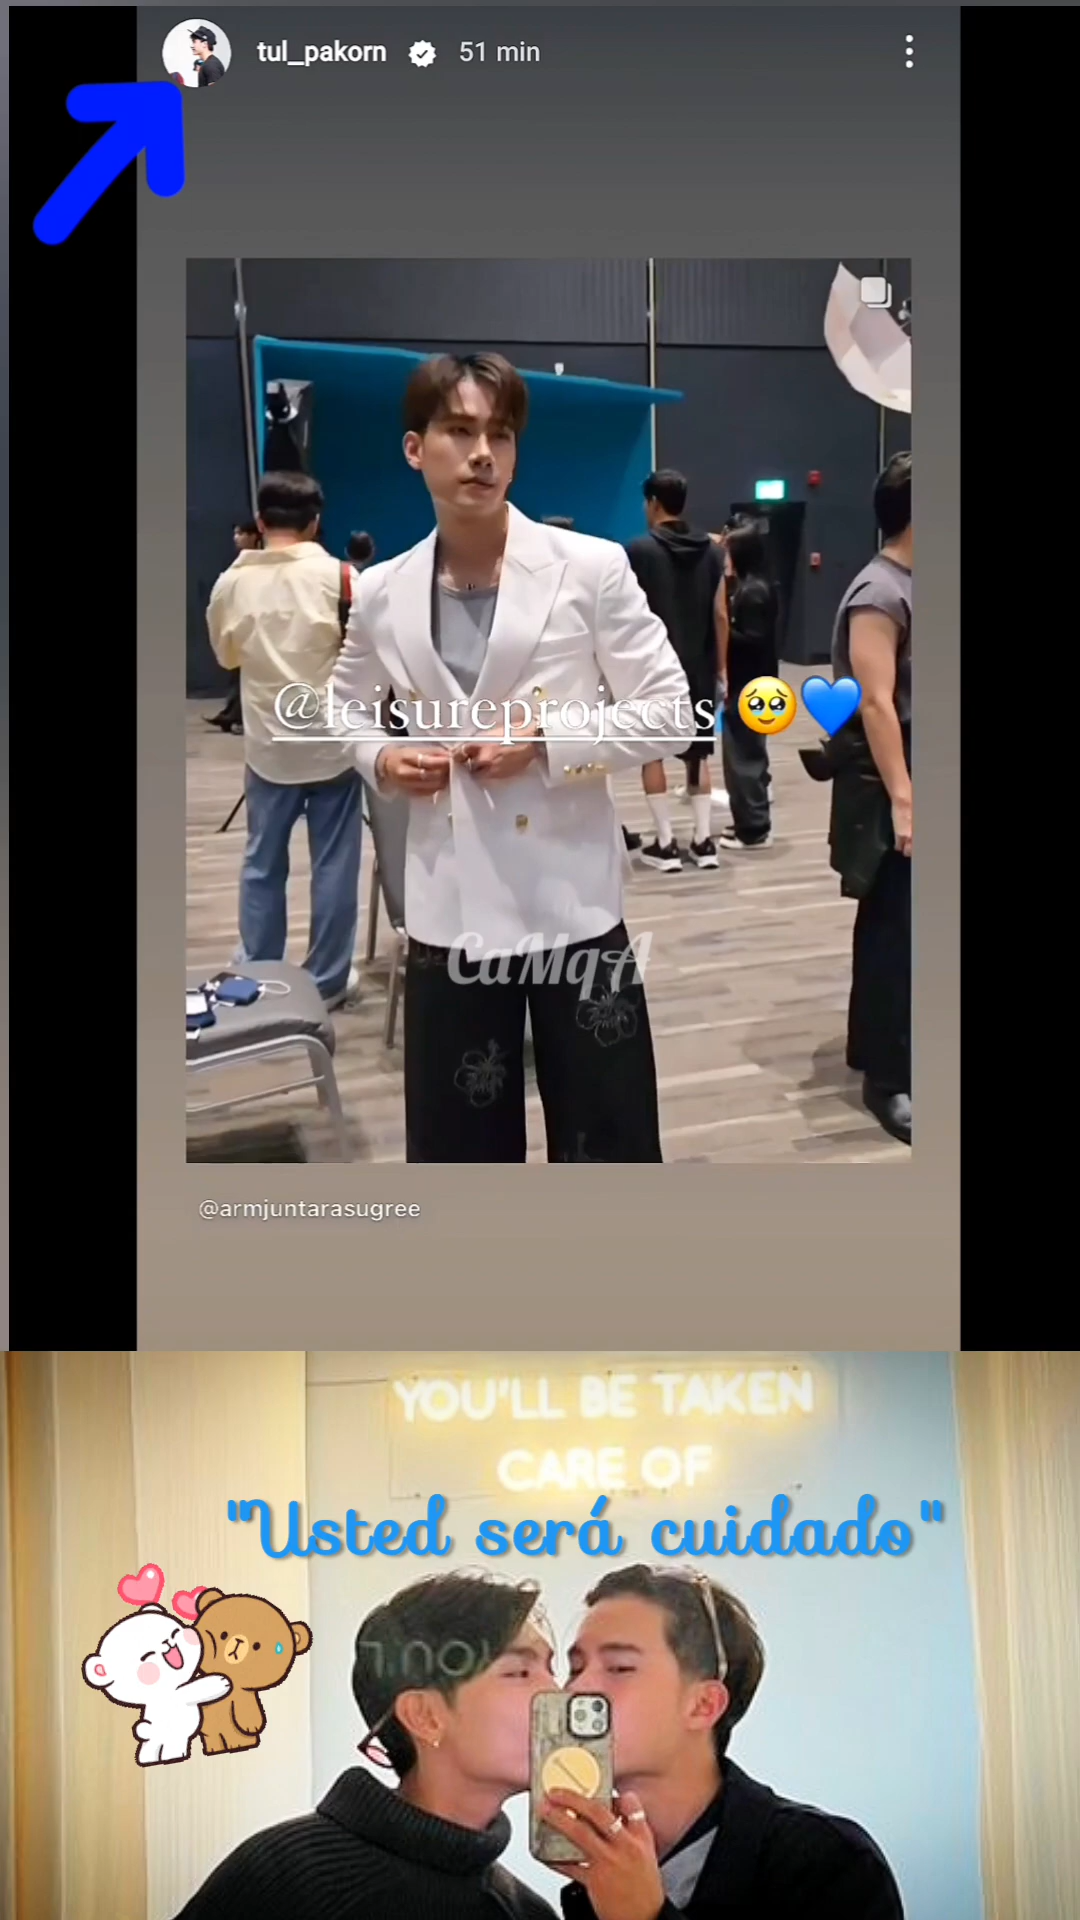 tul_pakorn 51 min
@leisureprojects 🥹💙
CaMqA
@armjuntarasugree
YOU'LL BE TAKEN
CARE OF
"Usted será cuidado"